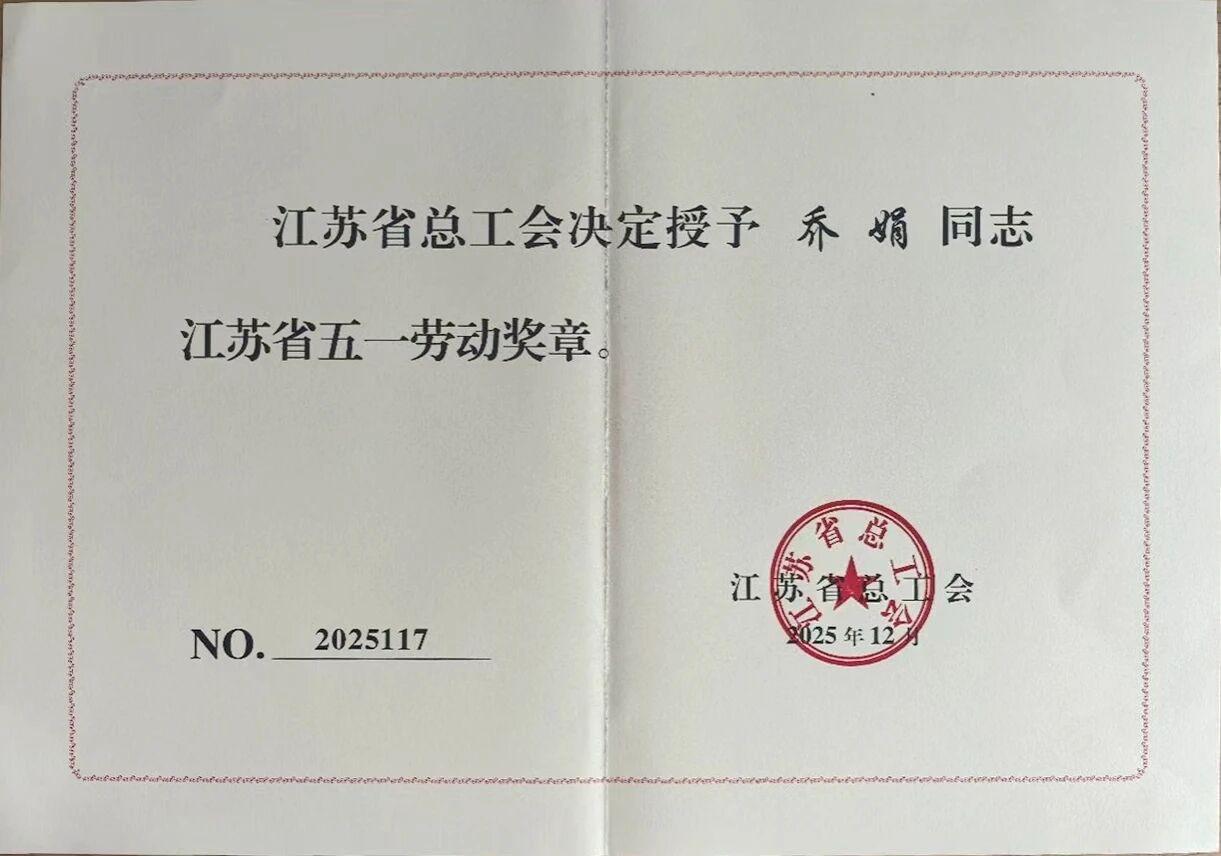 江苏省总工会决定授予 乔娟 同志
江苏省五一劳动奖章。
江苏省总工会
江苏省总工会
2025年12月
NO. 2025117